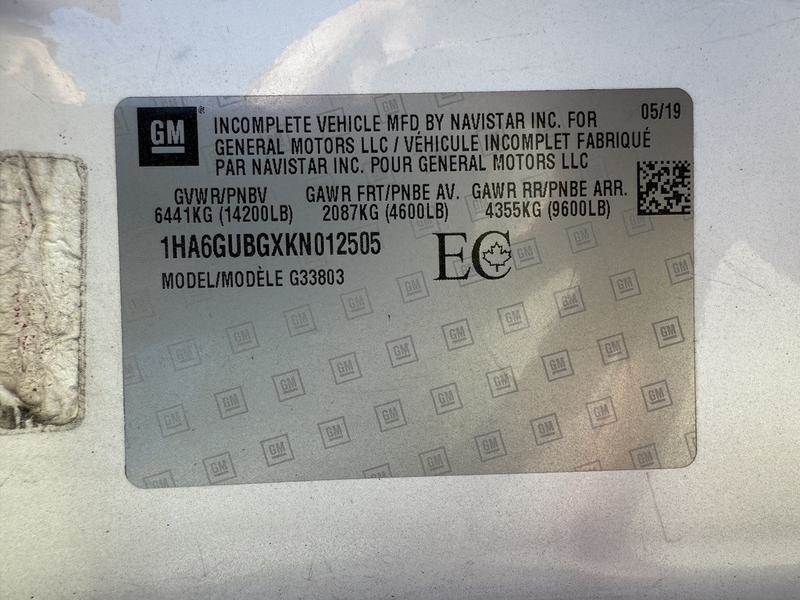 GM
INCOMPLETE VEHICLE MFD BY NAVISTAR INC. FOR
05/19
GENERAL MOTORS LLC / VÉHICULE INCOMPLET FABRIQUÉ
PAR NAVISTAR INC. POUR GENERAL MOTORS LLC
GVWR/PNBV GAWR FRT/PNBE AV. GAWR RR/PNBE ARR.
6441KG (14200LB) 2087KG (4600LB) 4355KG (9600LB)
1HA6GUBGXKN012505
EC
MODEL/MODÈLE G33803